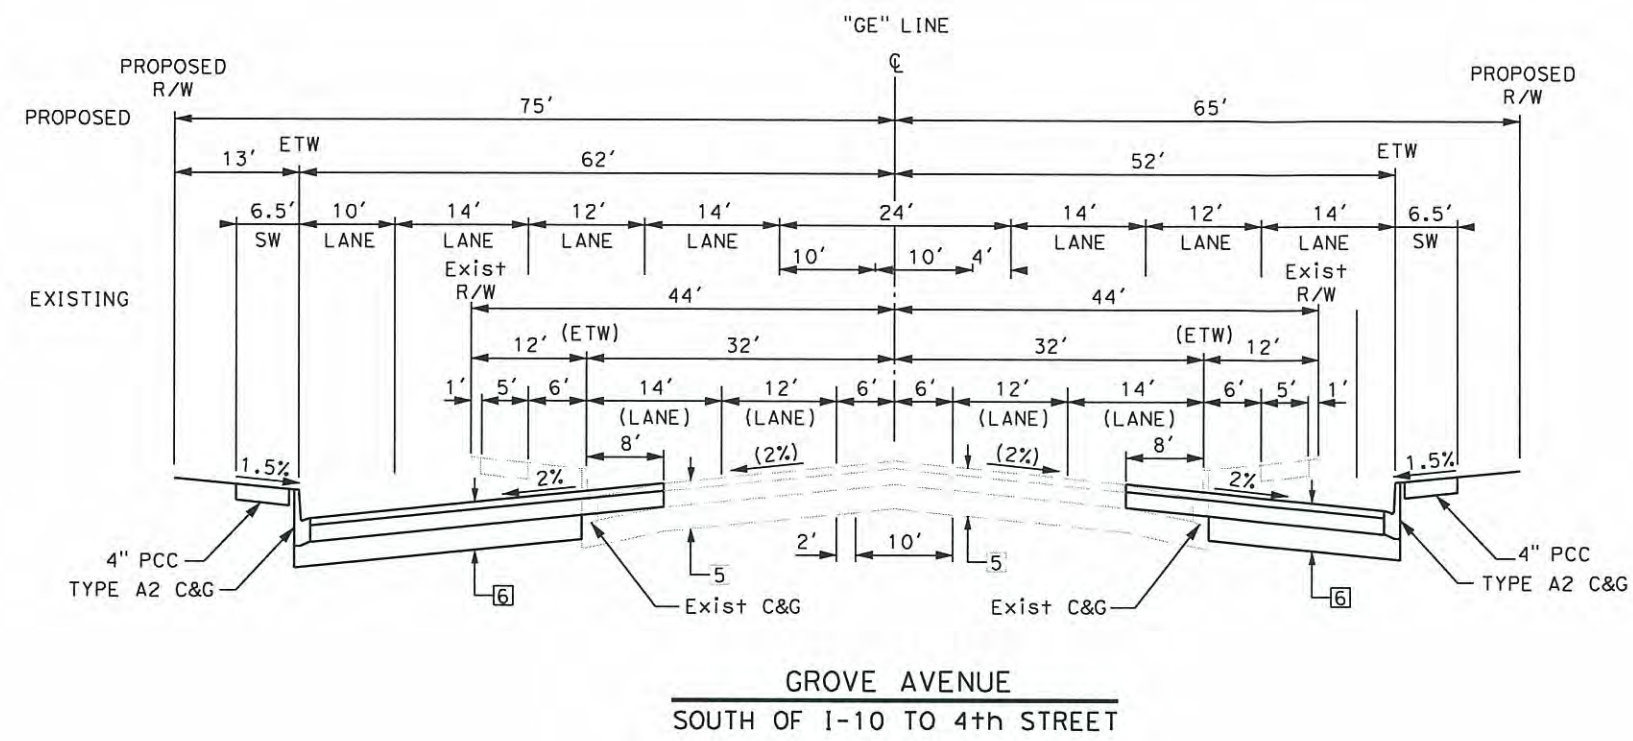 "GE" LINE
℄
PROPOSED
R/W
PROPOSED
R/W
PROPOSED
75'
65'
13'
ETW
62'
52'
ETW
6.5'
10'
14'
12'
14'
24'
14'
12'
14'
6.5'
SW
LANE
LANE
LANE
LANE
LANE
LANE
LANE
SW
10'
10'
4'
Exist
R/W
Exist
R/W
EXISTING
44'
44'
12'
(ETW)
32'
32'
(ETW)
12'
1'
5'
6'
14'
12'
6'
6'
12'
14'
6'
5'
1'
(LANE)
(LANE)
(LANE)
(LANE)
8'
8'
1.5%
2%
(2%)
(2%)
2%
1.5%
2'
10'
4" PCC
TYPE A2 C&G
6
Exist C&G
5
5
Exist C&G
6
4" PCC
TYPE A2 C&G
GROVE AVENUE
SOUTH OF I-10 TO 4th STREET